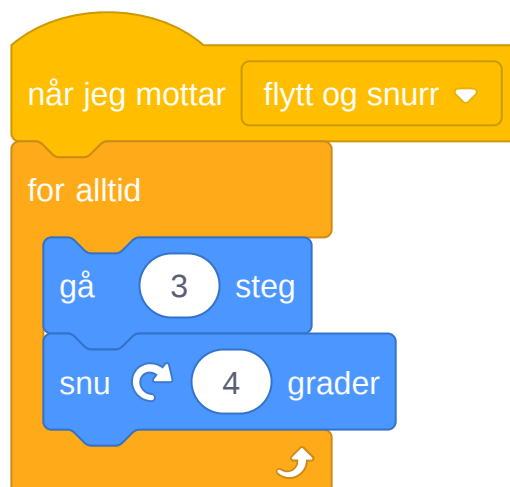 når jeg mottar flytt og snurr
for alltid
gå 3 steg
snu 4 grader